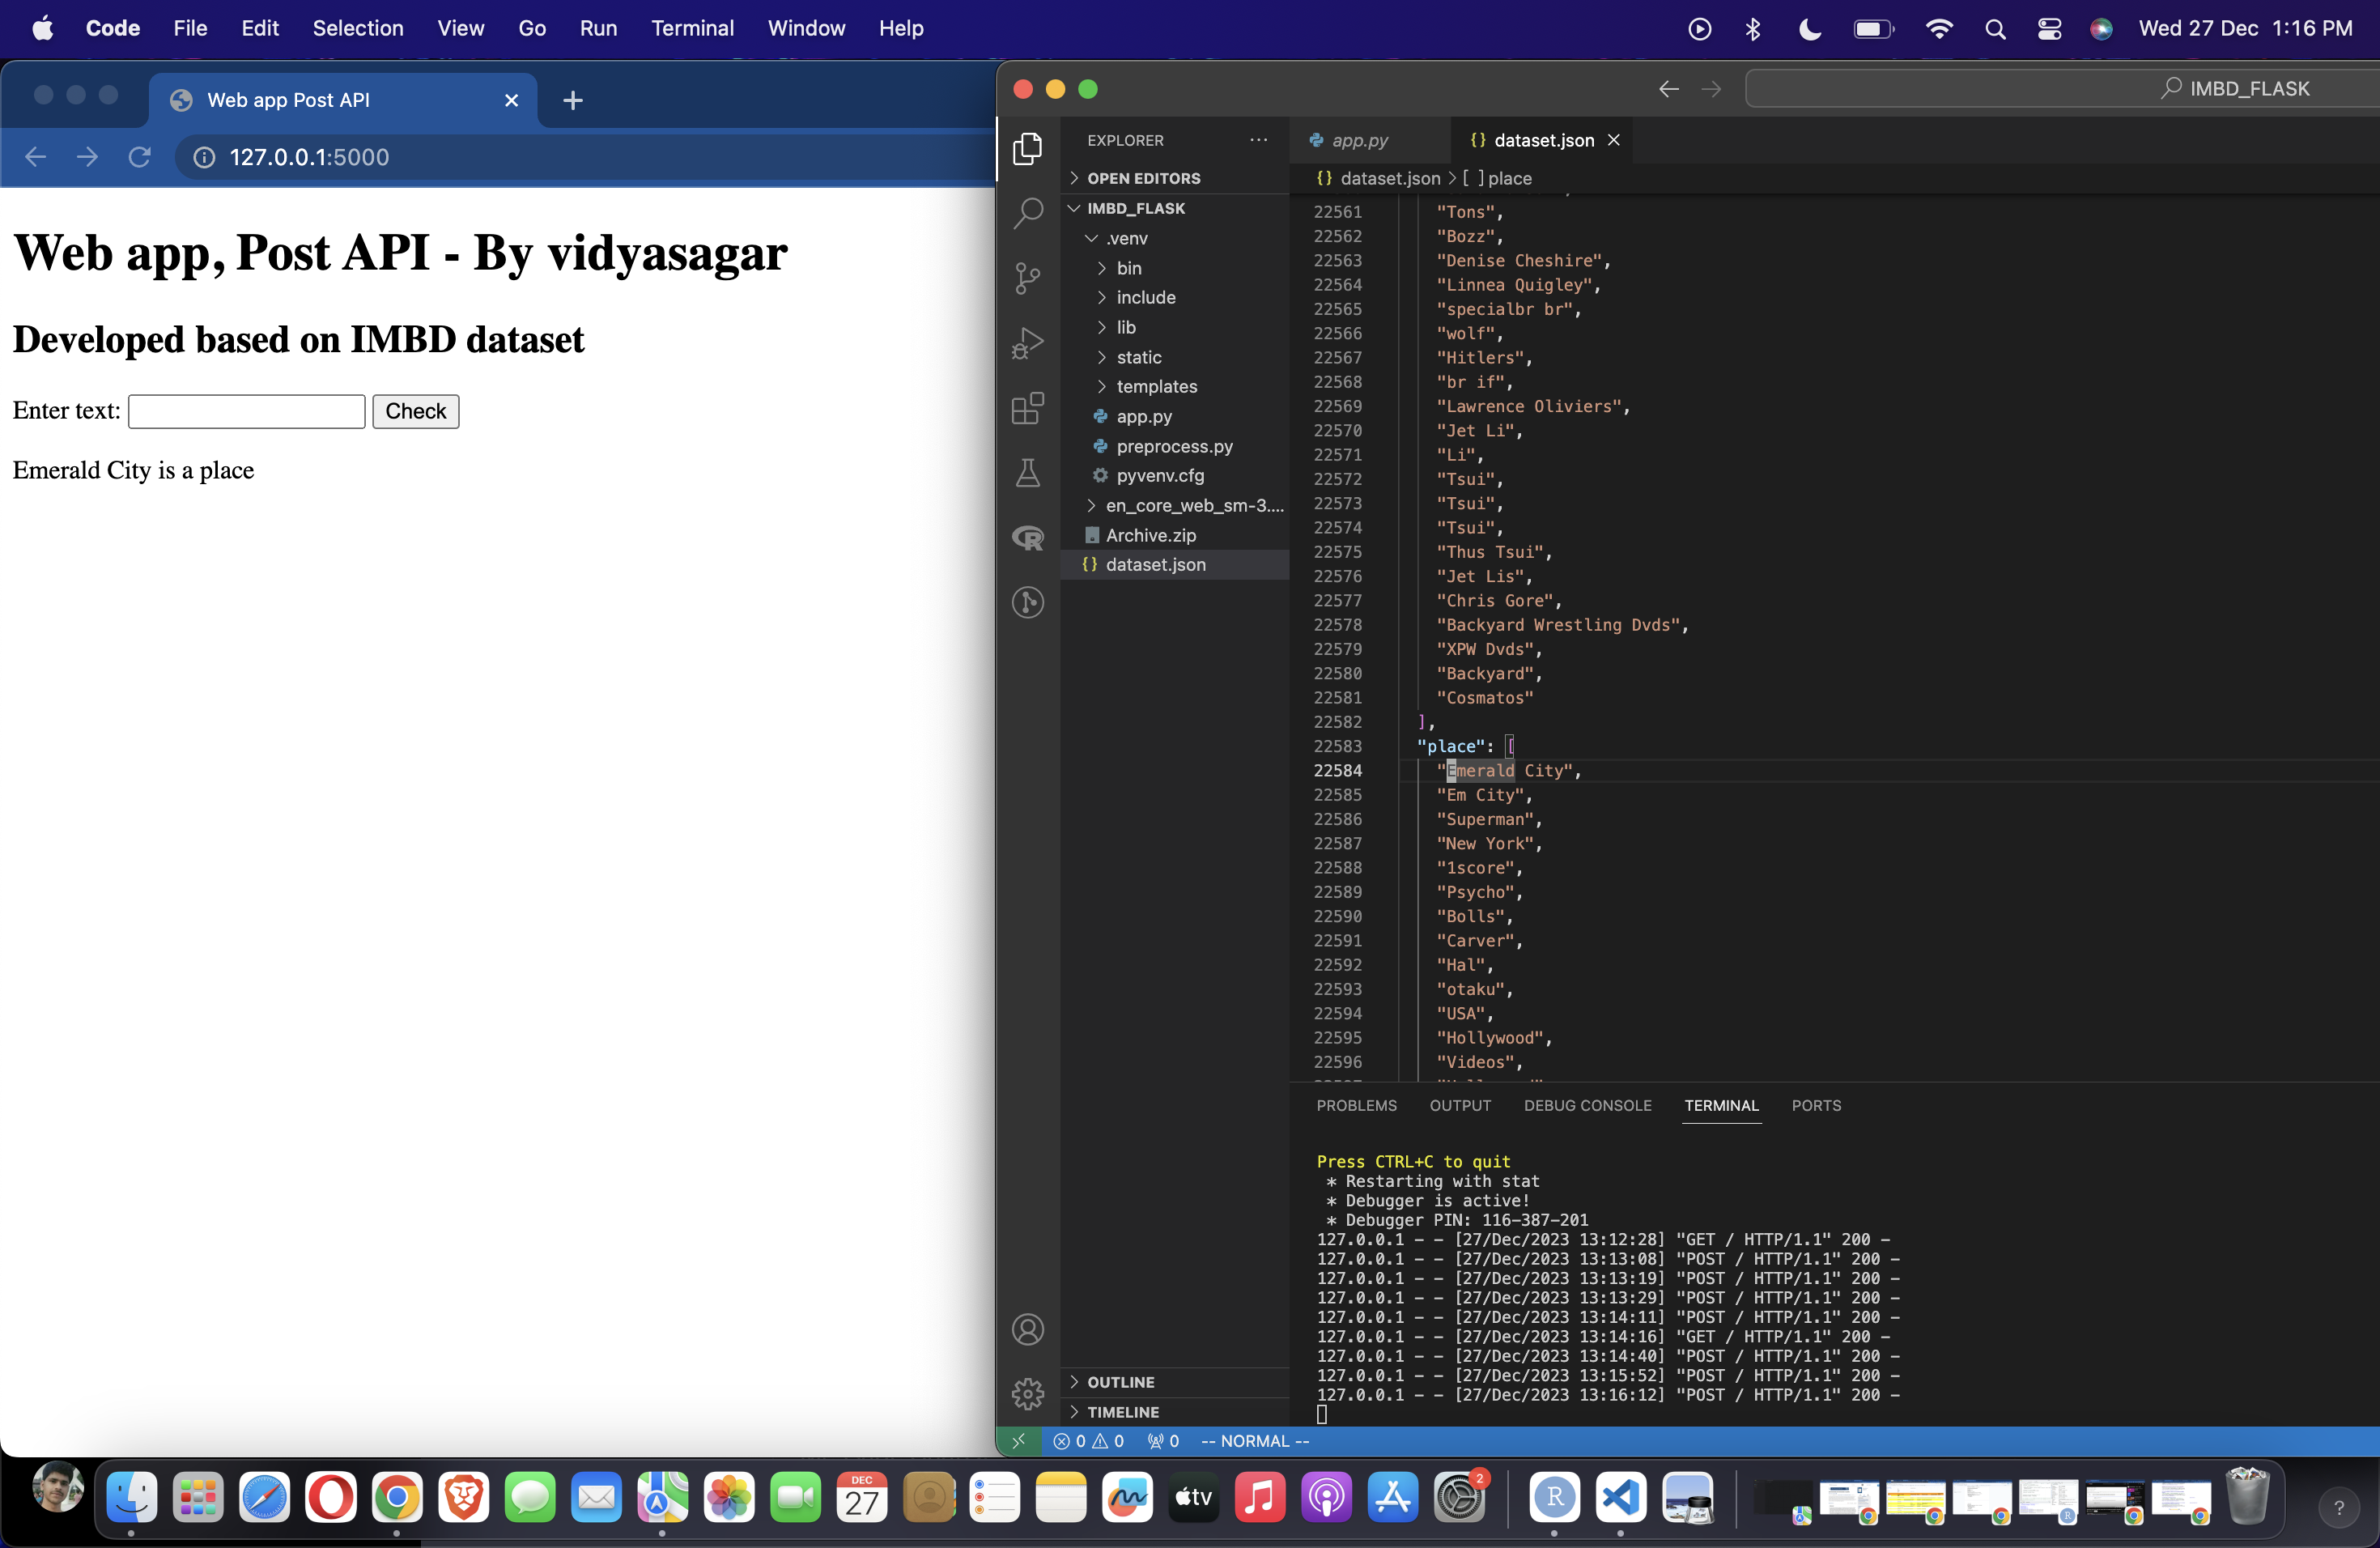 Code File Edit Selection View Go Run Terminal Window Help Wed 27 Dec 1:16 PM
Web app Post API
127.0.0.1:5000
Web app, Post API - By vidyasagar
Developed based on IMBD dataset
Enter text: Check
Emerald City is a place
IMBD_FLASK
EXPLORER
OPEN EDITORS
IMBD_FLASK
.venv
bin
include
lib
static
templates
app.py
preprocess.py
pyvenv.cfg
en_core_web_sm-3....
Archive.zip
{} dataset.json
OUTLINE
TIMELINE
app.py {} dataset.json
{} dataset.json > [ ] place
22561 "Tons",
22562 "Bozz",
22563 "Denise Cheshire",
22564 "Linnea Quigley",
22565 "specialbr br",
22566 "wolf",
22567 "Hitlers",
22568 "br if",
22569 "Lawrence Oliviers",
22570 "Jet Li",
22571 "Li",
22572 "Tsui",
22573 "Tsui",
22574 "Tsui",
22575 "Thus Tsui",
22576 "Jet Lis",
22577 "Chris Gore",
22578 "Backyard Wrestling Dvds",
22579 "XPW Dvds",
22580 "Backyard",
22581 "Cosmatos"
22582 ],
22583 "place": [
22584 "Emerald City",
22585 "Em City",
22586 "Superman",
22587 "New York",
22588 "1score",
22589 "Psycho",
22590 "Bolls",
22591 "Carver",
22592 "Hal",
22593 "otaku",
22594 "USA",
22595 "Hollywood",
22596 "Videos",
PROBLEMS OUTPUT DEBUG CONSOLE TERMINAL PORTS
Press CTRL+C to quit
* Restarting with stat
* Debugger is active!
* Debugger PIN: 116-387-201
127.0.0.1 - - [27/Dec/2023 13:12:28] "GET / HTTP/1.1" 200 -
127.0.0.1 - - [27/Dec/2023 13:13:08] "POST / HTTP/1.1" 200 -
127.0.0.1 - - [27/Dec/2023 13:13:19] "POST / HTTP/1.1" 200 -
127.0.0.1 - - [27/Dec/2023 13:13:29] "POST / HTTP/1.1" 200 -
127.0.0.1 - - [27/Dec/2023 13:14:11] "POST / HTTP/1.1" 200 -
127.0.0.1 - - [27/Dec/2023 13:14:16] "GET / HTTP/1.1" 200 -
127.0.0.1 - - [27/Dec/2023 13:14:40] "POST / HTTP/1.1" 200 -
127.0.0.1 - - [27/Dec/2023 13:15:52] "POST / HTTP/1.1" 200 -
127.0.0.1 - - [27/Dec/2023 13:16:12] "POST / HTTP/1.1" 200 -
0 0 0 -- NORMAL --
DEC
27
tv
2
R
?